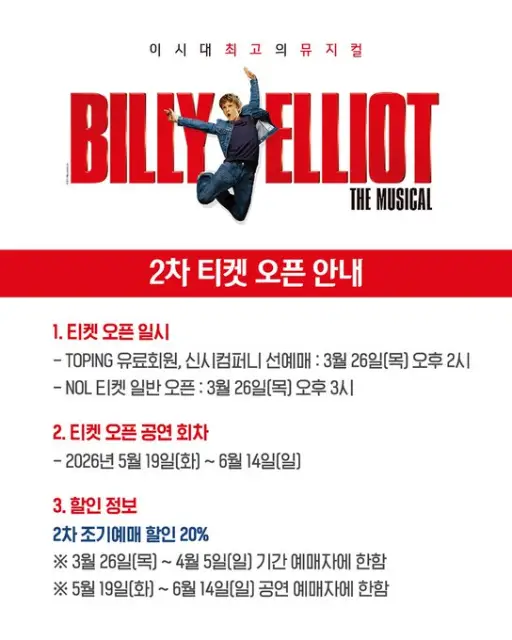 이 시 대 최 고 의 뮤 지 컬
BILLY ELLIOT
THE MUSICAL
2차 티켓 오픈 안내
1. 티켓 오픈 일시
- TOPING 유료회원, 신시컴퍼니 선예매 : 3월 26일(목) 오후 2시
- NOL 티켓 일반 오픈 : 3월 26일(목) 오후 3시
2. 티켓 오픈 공연 회차
- 2026년 5월 19일(화) ~ 6월 14일(일)
3. 할인 정보
2차 조기예매 할인 20%
※ 3월 26일(목) ~ 4월 5일(일) 기간 예매자에 한함
※ 5월 19일(화) ~ 6월 14일(일) 공연 예매자에 한함